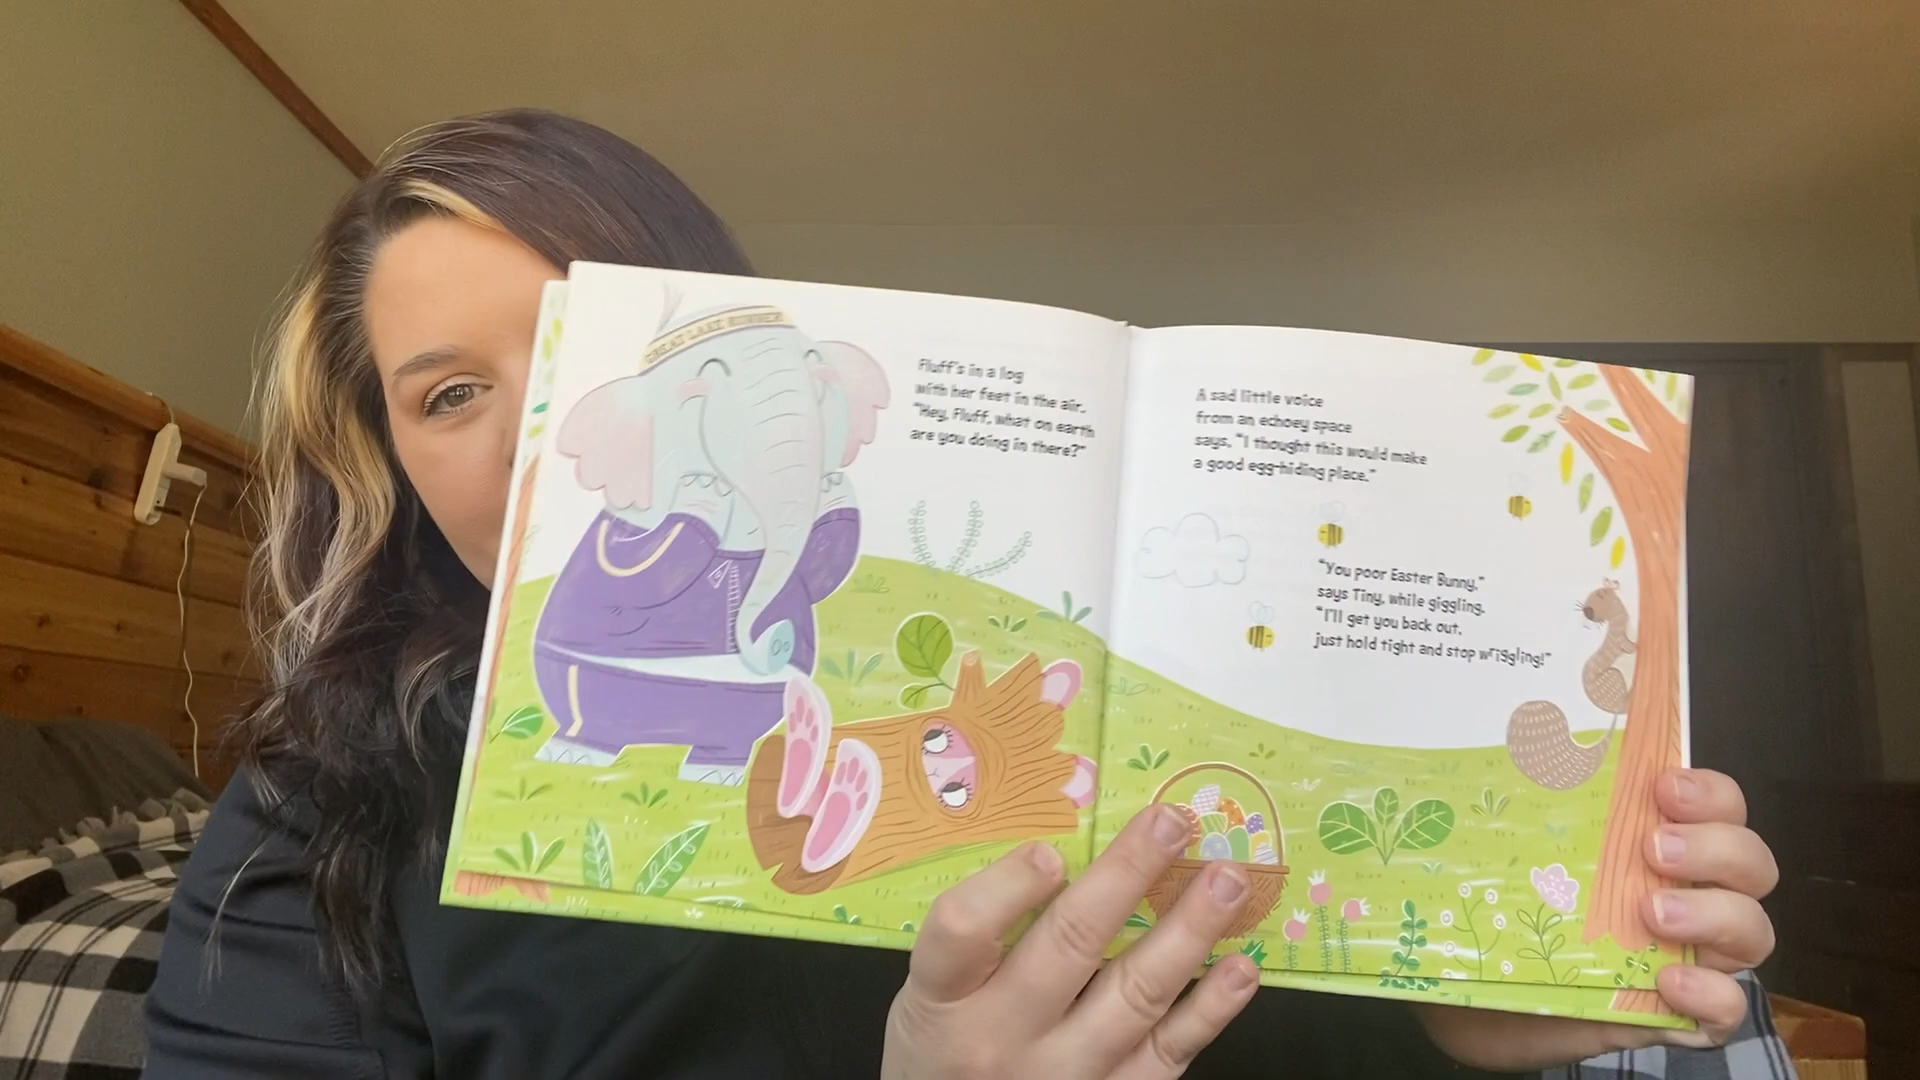 GREAT LAKE RUNNER
Fluff's in a log
with her feet in the air.
"Hey, Fluff, what on earth
are you doing in there?"
A sad little voice
from an echoey space
says, "I thought this would make
a good egg-hiding place."
"You poor Easter Bunny,"
says Tiny, while giggling.
"I'll get you back out,
just hold tight and stop wriggling!"